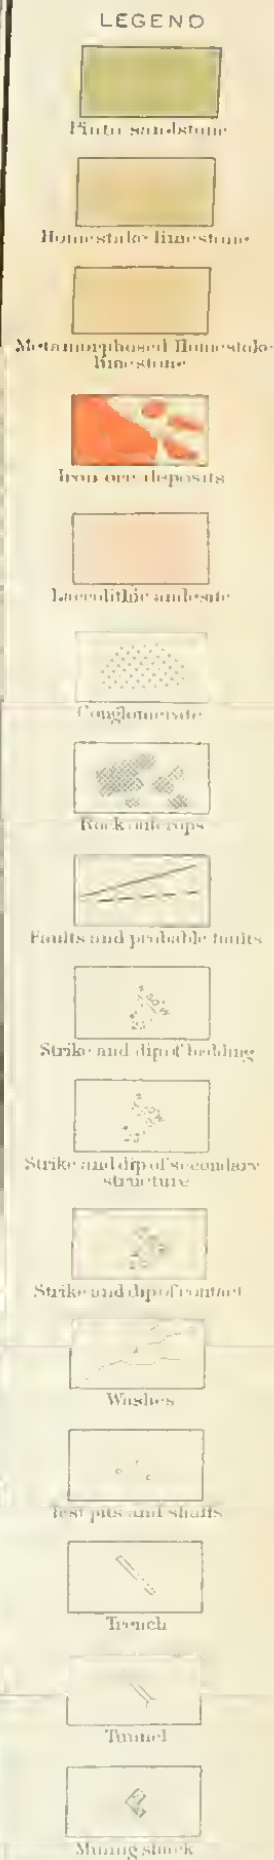 LEGEND
Pinto sandstone
Homestake limestone
Metamorphosed Homestake
limestone
Iron ore deposits
Laccolithic andesite
Conglomerate
Rock outcrops
Faults and probable faults
Strike and dip of bedding
Strike and dip of secondary
structure
Strike and dip of contact
Washes
Test pits and shafts
Trench
Tunnel
Mining shack